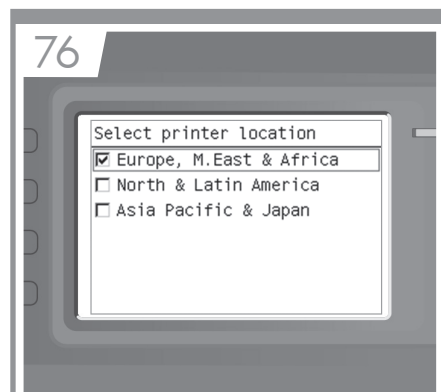 76
Select printer location
Europe, M.East & Africa
North & Latin America
Asia Pacific & Japan